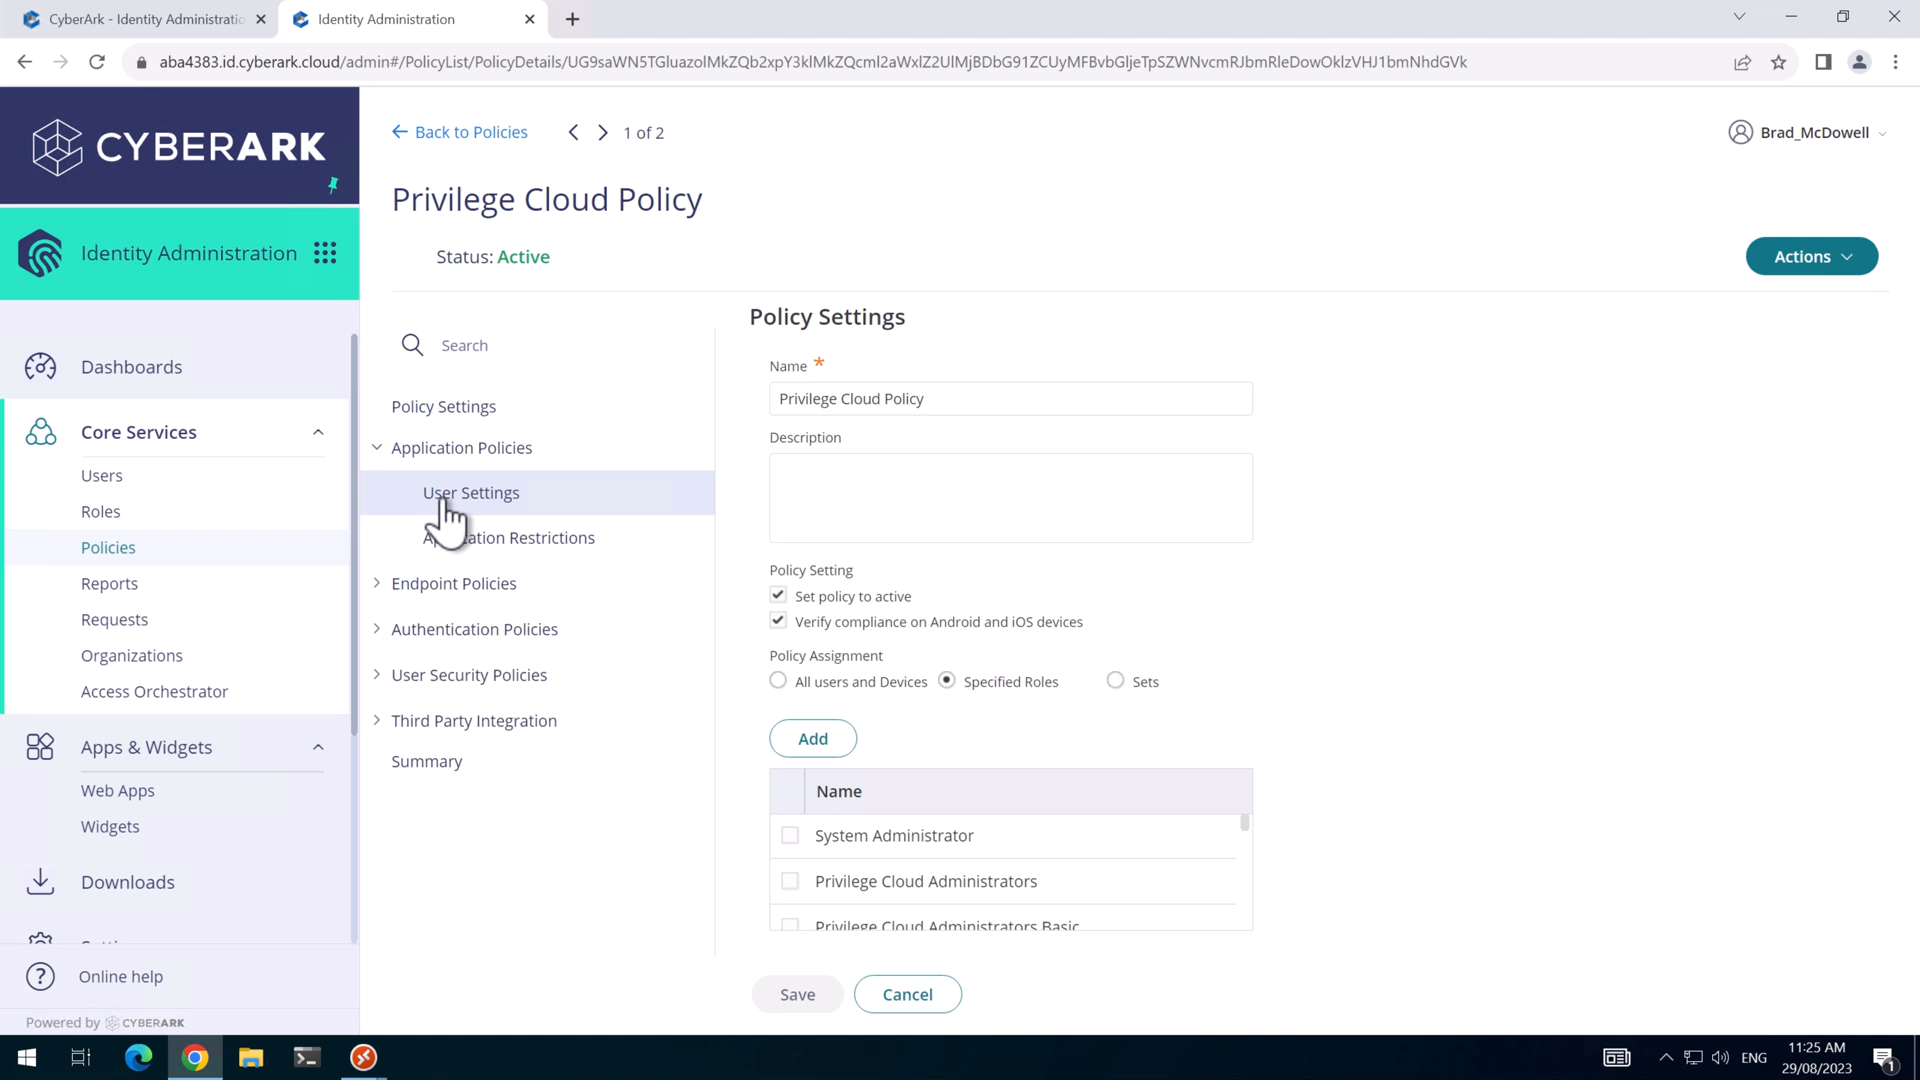 CyberArk - Identity Administratio
Identity Administration
aba4383.id.cyberark.cloud/admin#/PolicyList/PolicyDetails/UG9saWN5TGluazolMkZQb2xpY3klMkZQcml2aWxlZ2UlMjBDbG91ZCUyMFBvbGljeTpSZWNvcmRJbmRleDowOklzVHJ1bmNhdGVk
CYBERARK
Back to Policies
1 of 2
Brad_McDowell
Privilege Cloud Policy
Identity Administration
Status: Active
Actions
Policy Settings
Search
Name *
Dashboards
Privilege Cloud Policy
Policy Settings
Core Services
Description
Application Policies
Users
User Settings
Roles
Application Restrictions
Policies
Policy Setting
Reports
Endpoint Policies
Set policy to active
Requests
Verify compliance on Android and iOS devices
Authentication Policies
Organizations
Policy Assignment
User Security Policies
All users and Devices
Specified Roles
Sets
Access Orchestrator
Third Party Integration
Add
Apps & Widgets
Summary
Web Apps
Name
Widgets
System Administrator
Downloads
Privilege Cloud Administrators
Privilege Cloud Administrators Basic
Online help
Save
Cancel
Powered by CYBERARK
ENG
11:25 AM
29/08/2023
1